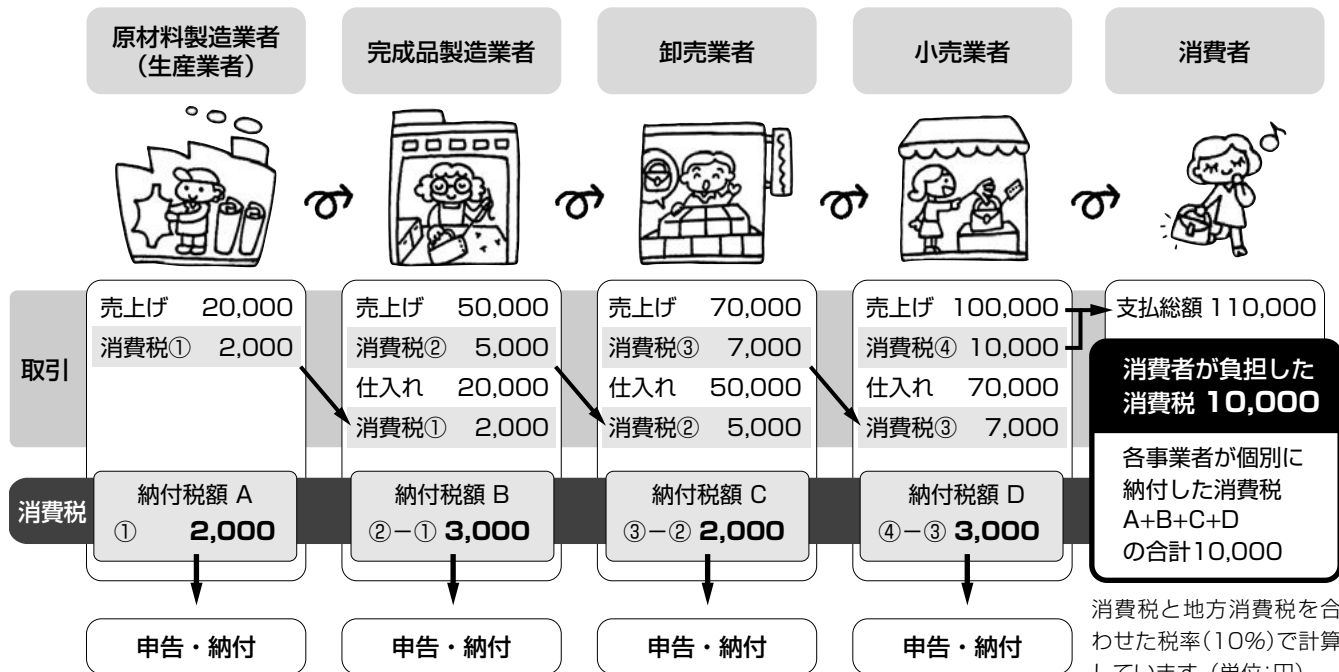 原材料製造業者
（生産業者）
完成品製造業者
卸売業者
小売業者
消費者
取引
売上げ 20,000
消費税① 2,000
売上げ 50,000
消費税② 5,000
仕入れ 20,000
消費税① 2,000
売上げ 70,000
消費税③ 7,000
仕入れ 50,000
消費税② 5,000
売上げ 100,000
消費税④ 10,000
仕入れ 70,000
消費税③ 7,000
支払総額 110,000
消費者が負担した
消費税 10,000
各事業者が個別に
納付した消費税
A+B+C+D
の合計10,000
消費税
納付税額 A
① 2,000
納付税額 B
②－① 3,000
納付税額 C
③－② 2,000
納付税額 D
④－③ 3,000
申告・納付
申告・納付
申告・納付
申告・納付
消費税と地方消費税を合
わせた税率(10%)で計算
しています。(単位:円)